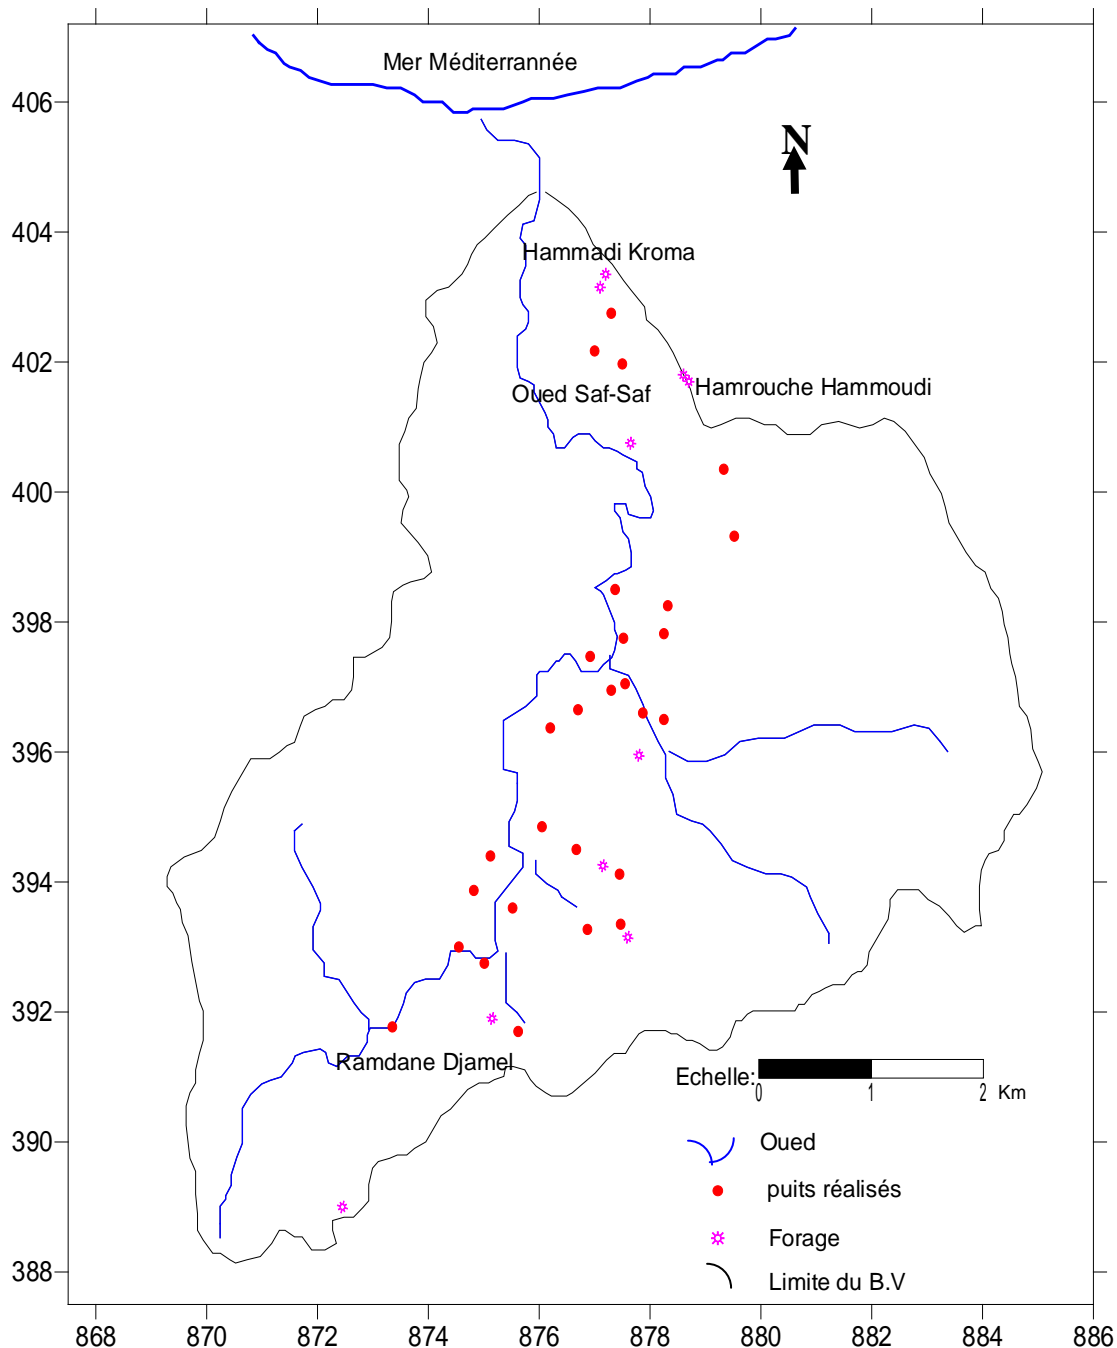 Mer Méditerrannée
406
N
404
Hammadi Kroma
402
Hamrouche Hammoudi
Oued Saf-Saf
400
398
396
394
392
Ramdane Djamel
Echelle:
0 1 2 Km
390
Oued
puits réalisés
Forage
388
Limite du B.V
868 870 872 874 876 878 880 882 884 886